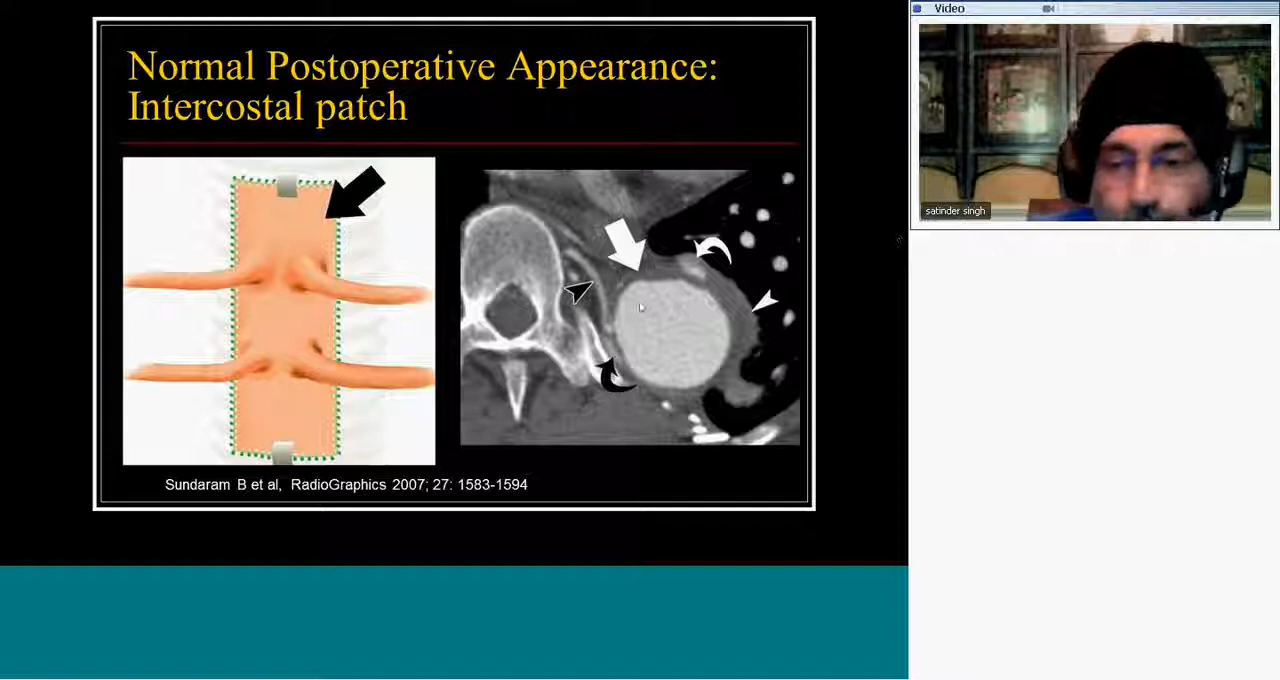 Normal Postoperative Appearance:
Intercostal patch
Sundaram B et al, RadioGraphics 2007; 27: 1583-1594
Video
satinder singh